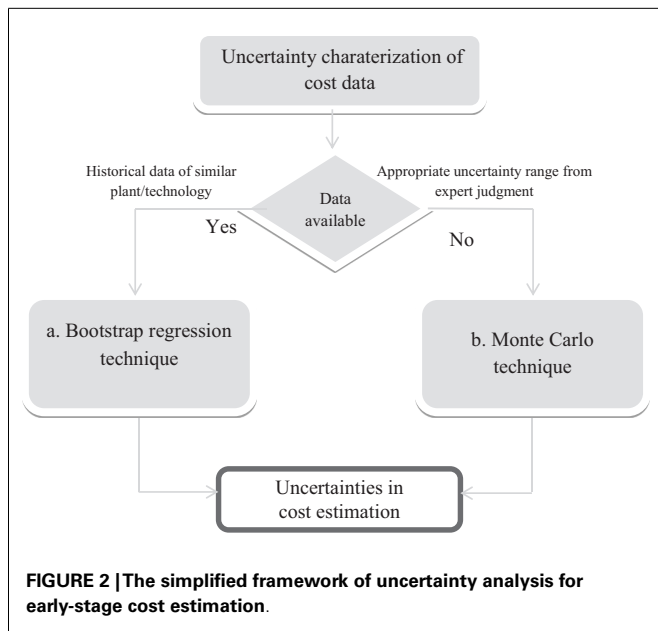 Uncertainty charaterization of
cost data
Historical data of similar
plant/technology
Appropriate uncertainty range from
expert judgment
Data
available
Yes
No
a. Bootstrap regression
technique
b. Monte Carlo
technique
Uncertainties in
cost estimation
FIGURE 2 | The simplified framework of uncertainty analysis for
early-stage cost estimation.